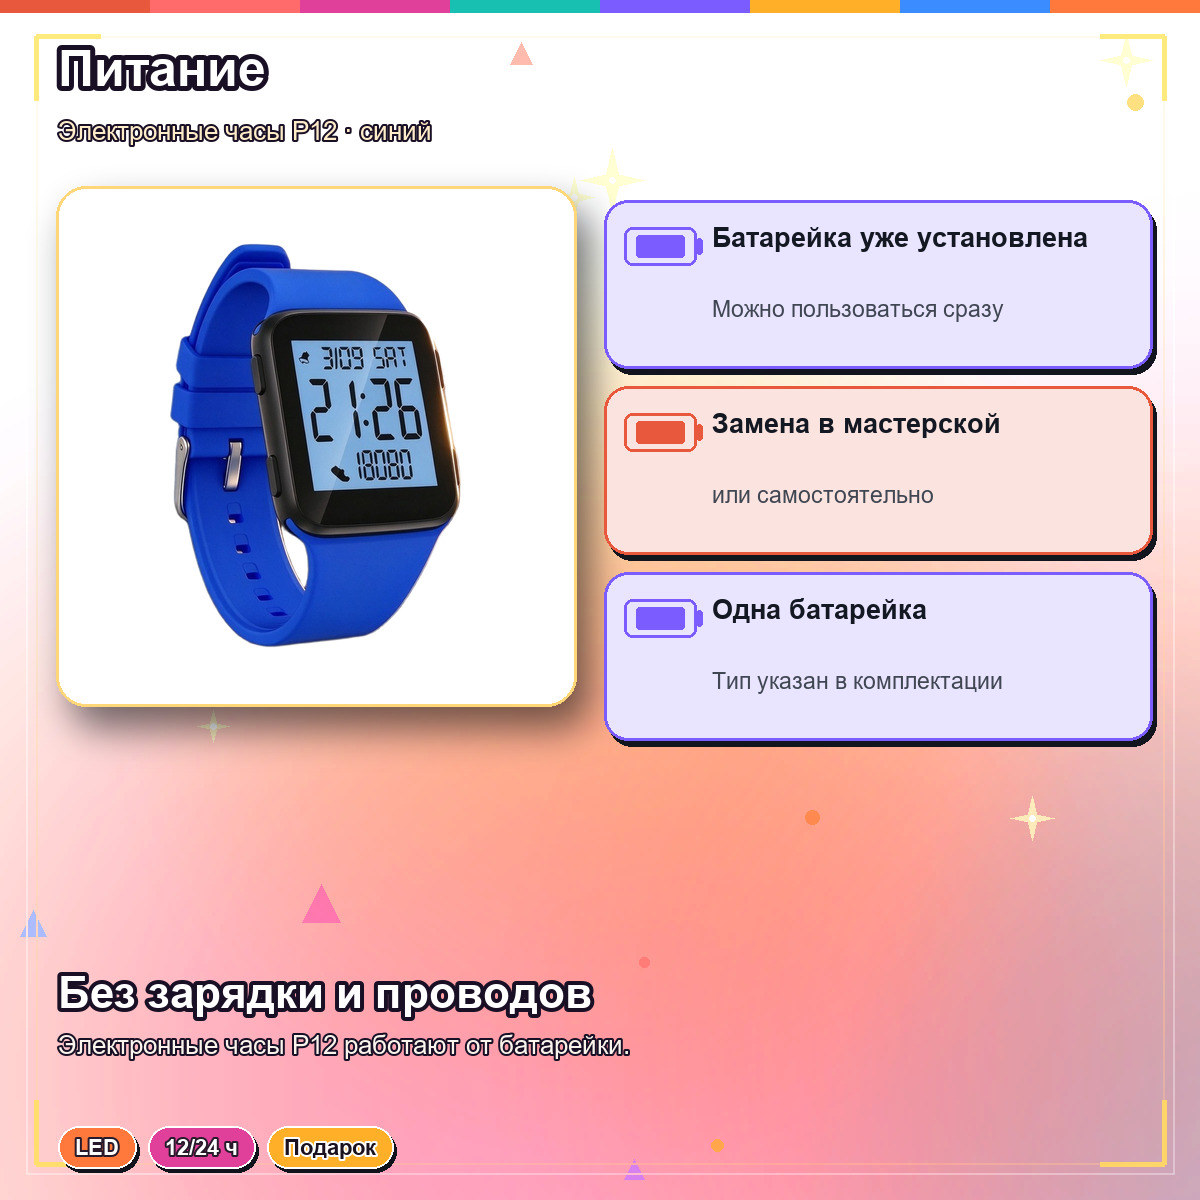 Питание
Электронные часы P12 · синий
3109 SAT
21:26
18080
Батарейка уже установлена
Можно пользоваться сразу
Замена в мастерской
или самостоятельно
Одна батарейка
Тип указан в комплектации
Без зарядки и проводов
Электронные часы P12 работают от батарейки.
LED
12/24 ч
Подарок